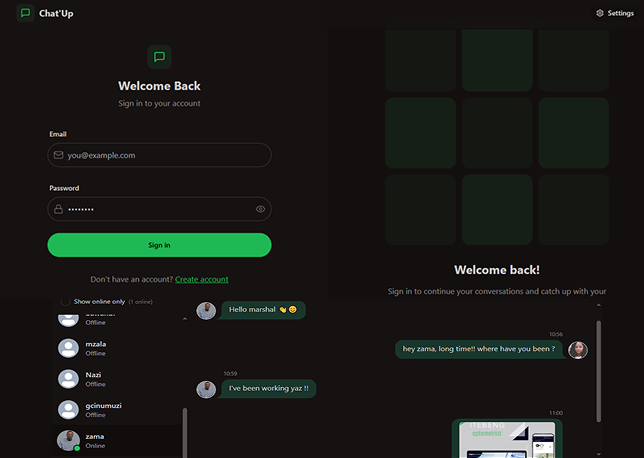 Chat'Up
Settings
Welcome Back
Sign in to your account
Email
you@example.com
Password
Sign in
Don't have an account? Create account
Welcome back!
Sign in to continue your conversations and catch up with your
Show online only (1 online)
Offline
mzala
Offline
Nazi
Offline
gcinumuzi
Offline
zama
Online
Hello marshal 👋 😊
10:56
hey zama, long time!! where have you been ?
10:59
I've been working yaz !!
11:00